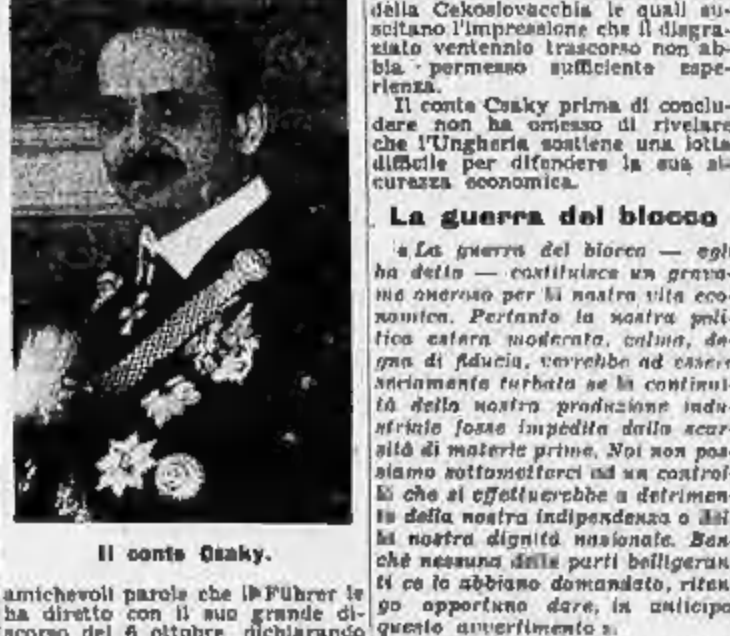 Il conte Csaky.
amichevoli parole che il Führer le
ha diretto con il suo grande di-
scorso del 6 ottobre, dichiarando
della Cekoslovacchia le quali su-
scitano l'impressione che il disgra-
ziato ventennio trascorso non ab-
bia permesso sufficiente espe-
rienza.
Il conte Csaky prima di conclu-
dere non ha omesso di rivelare
che l'Ungheria sostiene una lotta
difficile per difendere la sua si-
curezza economica.
La guerra del blocco
« La guerra del blocco — egli
ha detto — costituisce un grava-
me oneroso per la nostra vita eco-
nomica. Pertanto la nostra poli-
tica estera moderata, calma, de-
gna di fiducia, verrebbe ad essere
seriamente turbata se la continui-
tà della nostra produzione indu-
striale fosse impedita dalla scar-
sità di materie prime. Noi non pos-
siamo sottometterci ad un control-
lo che si effettuerebbe a detrimen-
to della nostra indipendenza o del
la nostra dignità nazionale. Ben-
chè nessuna delle parti belligeran-
ti ce lo abbiano domandato, riten-
go opportuno dare, in anticipo
questo avvertimento ».